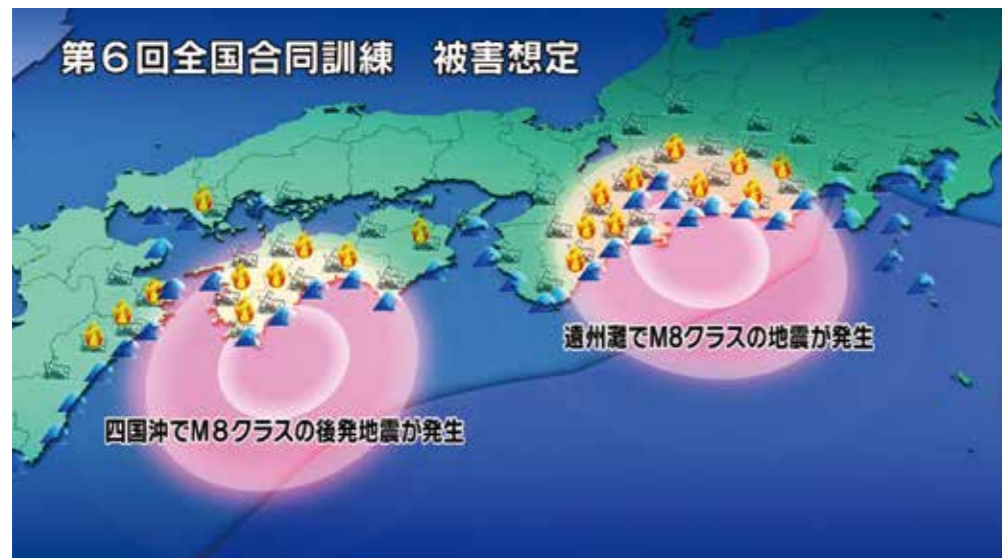 第６回全国合同訓練　被害想定
遠州灘でM8クラスの地震が発生
四国沖でM８クラスの後発地震が発生